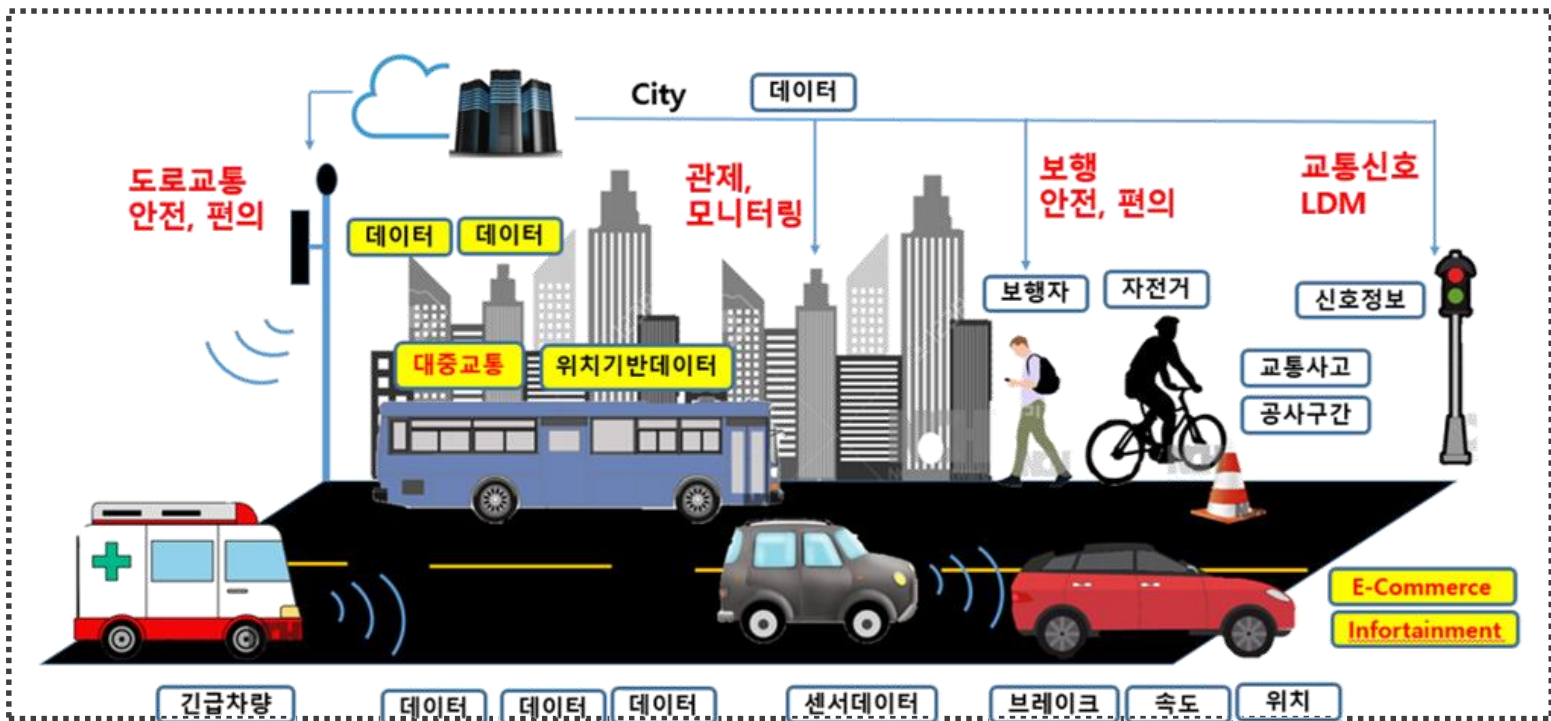 City
데이터
도로교통
안전, 편의
관제,
모니터링
보행
안전, 편의
교통신호
LDM
데이터
데이터
보행자
자전거
신호정보
대중교통
위치기반데이터
교통사고
공사구간
E-Commerce
Infortainment
긴급차량
데이터
데이터
데이터
센서데이터
브레이크
속도
위치